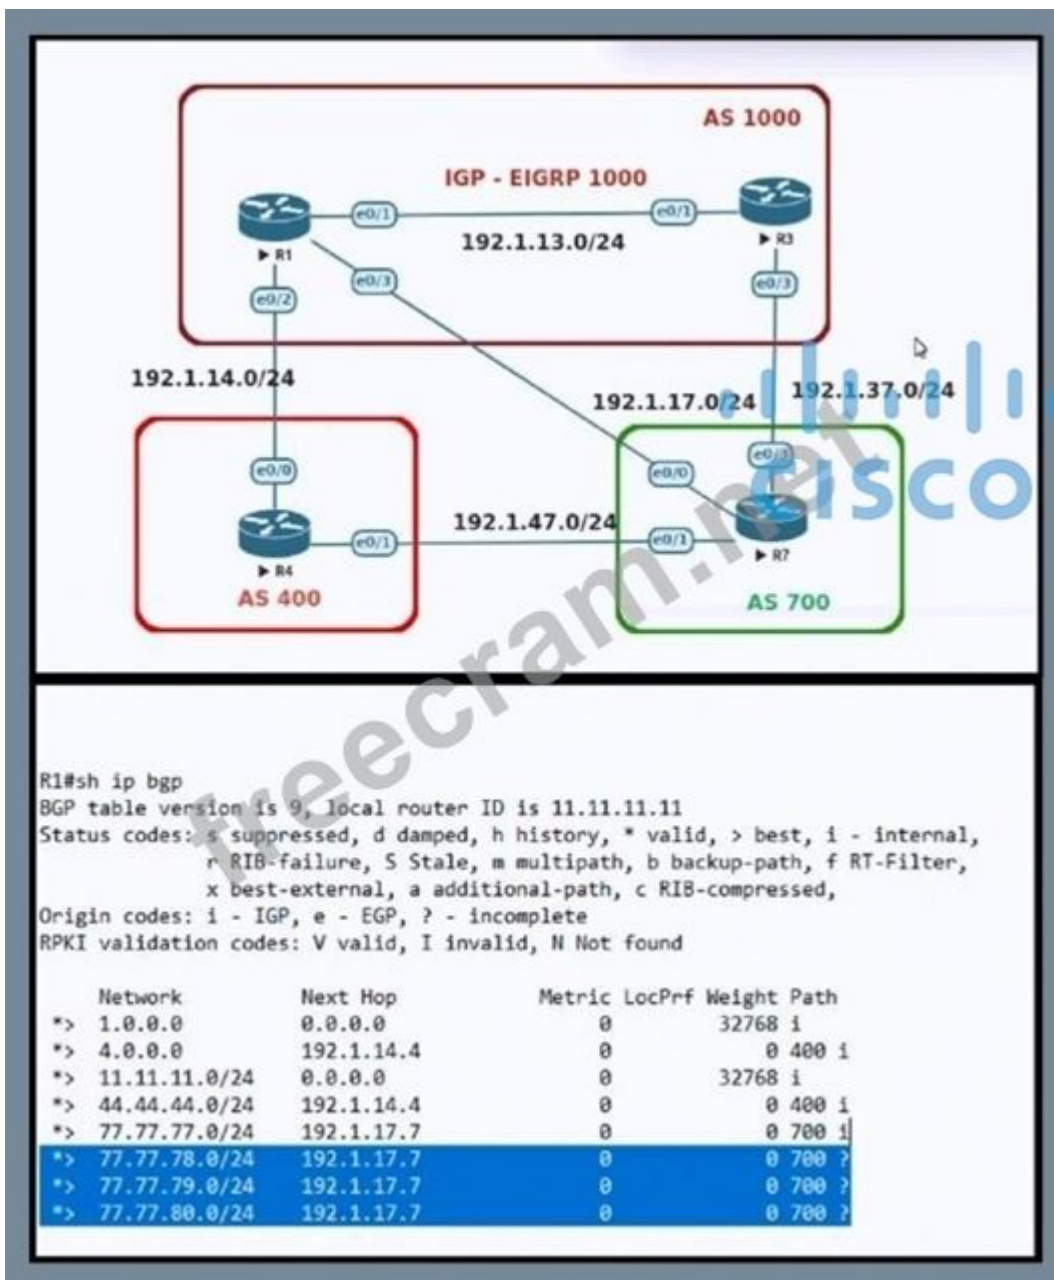 AS 1000
IGP - EIGRP 1000
e0/1
e0/1
192.1.13.0/24
R1
R3
e0/3
e0/3
e0/2
192.1.14.0/24
192.1.17.0/24
192.1.37.0/24
e0/0
e0/0
CISCO
192.1.47.0/24
e0/1
e0/1
R4
R7
AS 400
AS 700
freecram.net
R1#sh ip bgp
BGP table version is 9, local router ID is 11.11.11.11
Status codes: s suppressed, d damped, h history, * valid, > best, i - internal,
r RIB-failure, S Stale, m multipath, b backup-path, f RT-Filter,
x best-external, a additional-path, c RIB-compressed,
Origin codes: i - IGP, e - EGP, ? - incomplete
RPKI validation codes: V valid, I invalid, N Not found
Network Next Hop Metric LocPrf Weight Path
*> 1.0.0.0 0.0.0.0 0 32768 i
*> 4.0.0.0 192.1.14.4 0 0 400 i
*> 11.11.11.0/24 0.0.0.0 0 32768 i
*> 44.44.44.0/24 192.1.14.4 0 0 400 i
*> 77.77.77.0/24 192.1.17.7 0 0 700 i
*> 77.77.78.0/24 192.1.17.7 0 0 700 ?
*> 77.77.79.0/24 192.1.17.7 0 0 700 ?
*> 77.77.80.0/24 192.1.17.7 0 0 700 ?